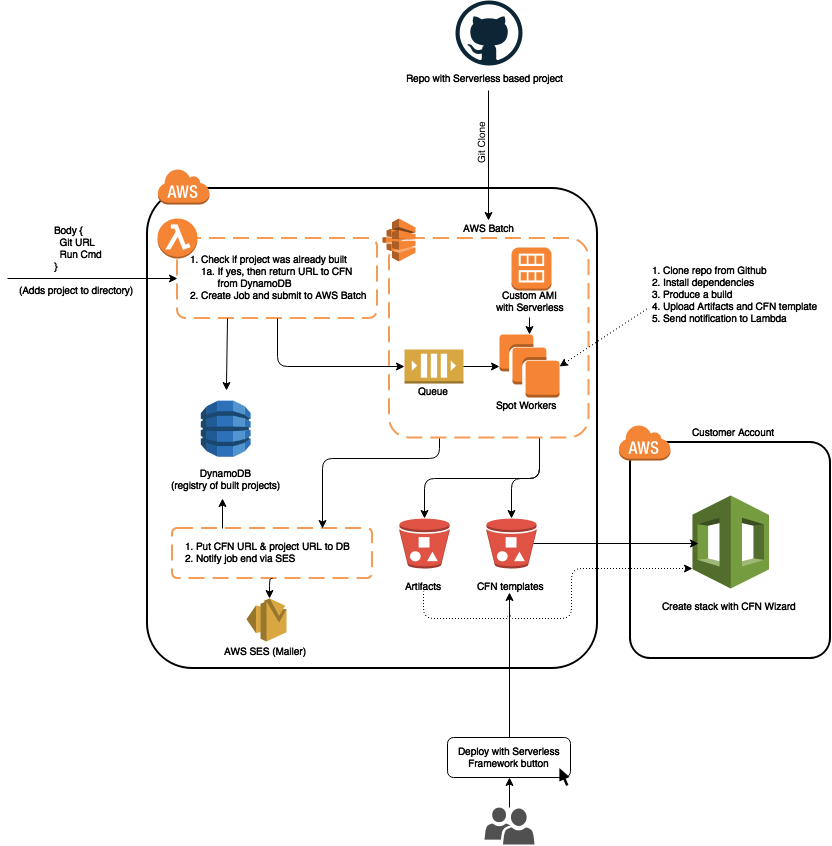 Repo with Serverless based project
Git Clone
AWS
AWS Batch
Body {
Git URL
Run Cmd
}
(Adds project to directory)
1. Check if project was already built
1a. If yes, then return URL to CFN
from DynamoDB
2. Create Job and submit to AWS Batch
Custom AMI
with Serverless
1. Clone repo from Github
2. Install dependencies
3. Produce a build
4. Upload Artifacts and CFN template
5. Send notification to Lambda
Queue
Spot Workers
DynamoDB
(registry of built projects)
AWS
Customer Account
1. Put CFN URL & project URL to DB
2. Notify job end via SES
Artifacts
CFN templates
Create stack with CFN Wizard
AWS SES (Mailer)
Deploy with Serverless
Framework button